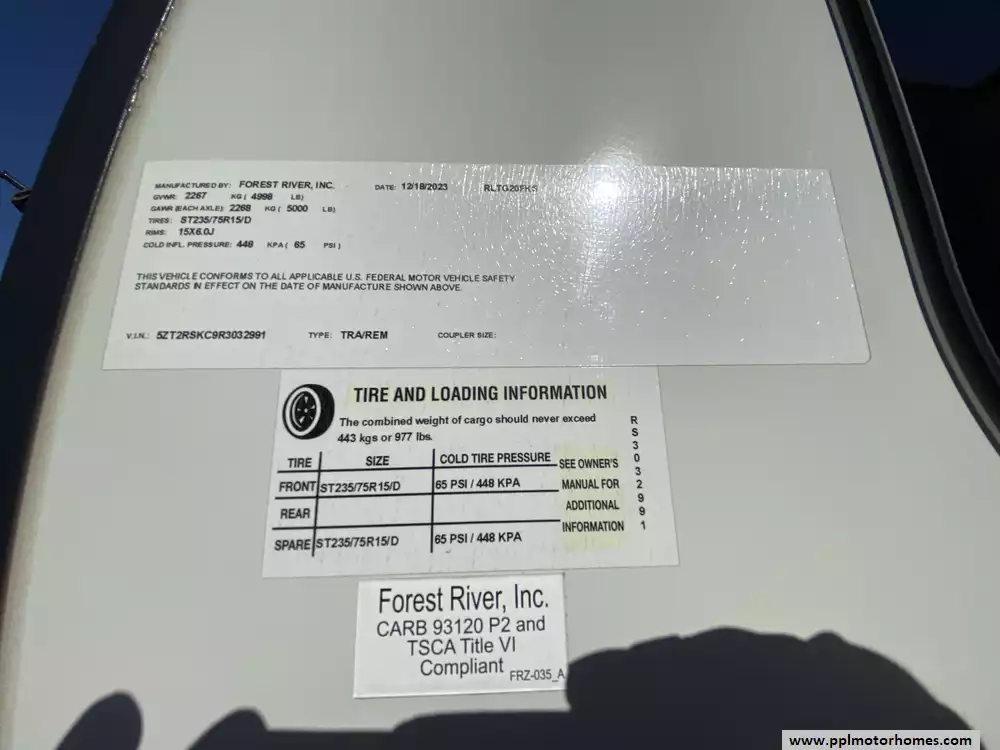 MANUFACTURED BY: FOREST RIVER, INC. DATE: 12/18/2023 RLTG20FKS
GVWR: 2267 KG ( 4998 LB)
GAWR (EACH AXLE): 2268 KG ( 5000 LB)
TIRES: ST235/75R15/D
RIMS: 15X6.0J
COLD INFL. PRESSURE: 448 KPA ( 65 PSI )
THIS VEHICLE CONFORMS TO ALL APPLICABLE U.S. FEDERAL MOTOR VEHICLE SAFETY
STANDARDS IN EFFECT ON THE DATE OF MANUFACTURE SHOWN ABOVE.
V.I.N.: 5ZT2RSKC9R3032991 TYPE: TRA/REM COUPLER SIZE:
TIRE AND LOADING INFORMATION
The combined weight of cargo should never exceed
443 kgs or 977 lbs.
TIRE SIZE COLD TIRE PRESSURE
FRONT ST235/75R15/D 65 PSI / 448 KPA
REAR
SPARE ST235/75R15/D 65 PSI / 448 KPA
SEE OWNER'S
MANUAL FOR
ADDITIONAL
INFORMATION
RS3032991
Forest River, Inc.
CARB 93120 P2 and
TSCA Title VI
Compliant FRZ-035_A
www.pplmotorhomes.com